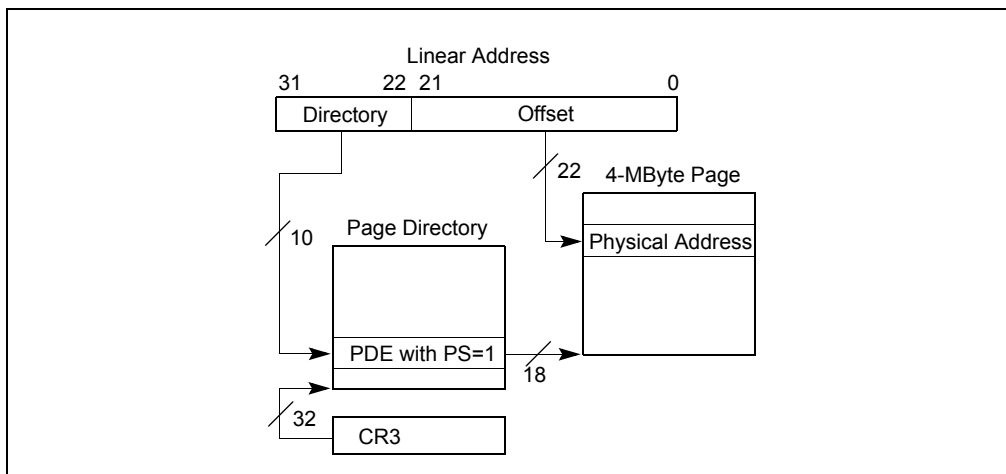 Linear Address
31 22 21 0
Directory Offset
22
4-MByte Page
10
Page Directory
Physical Address
PDE with PS=1
18
32
CR3